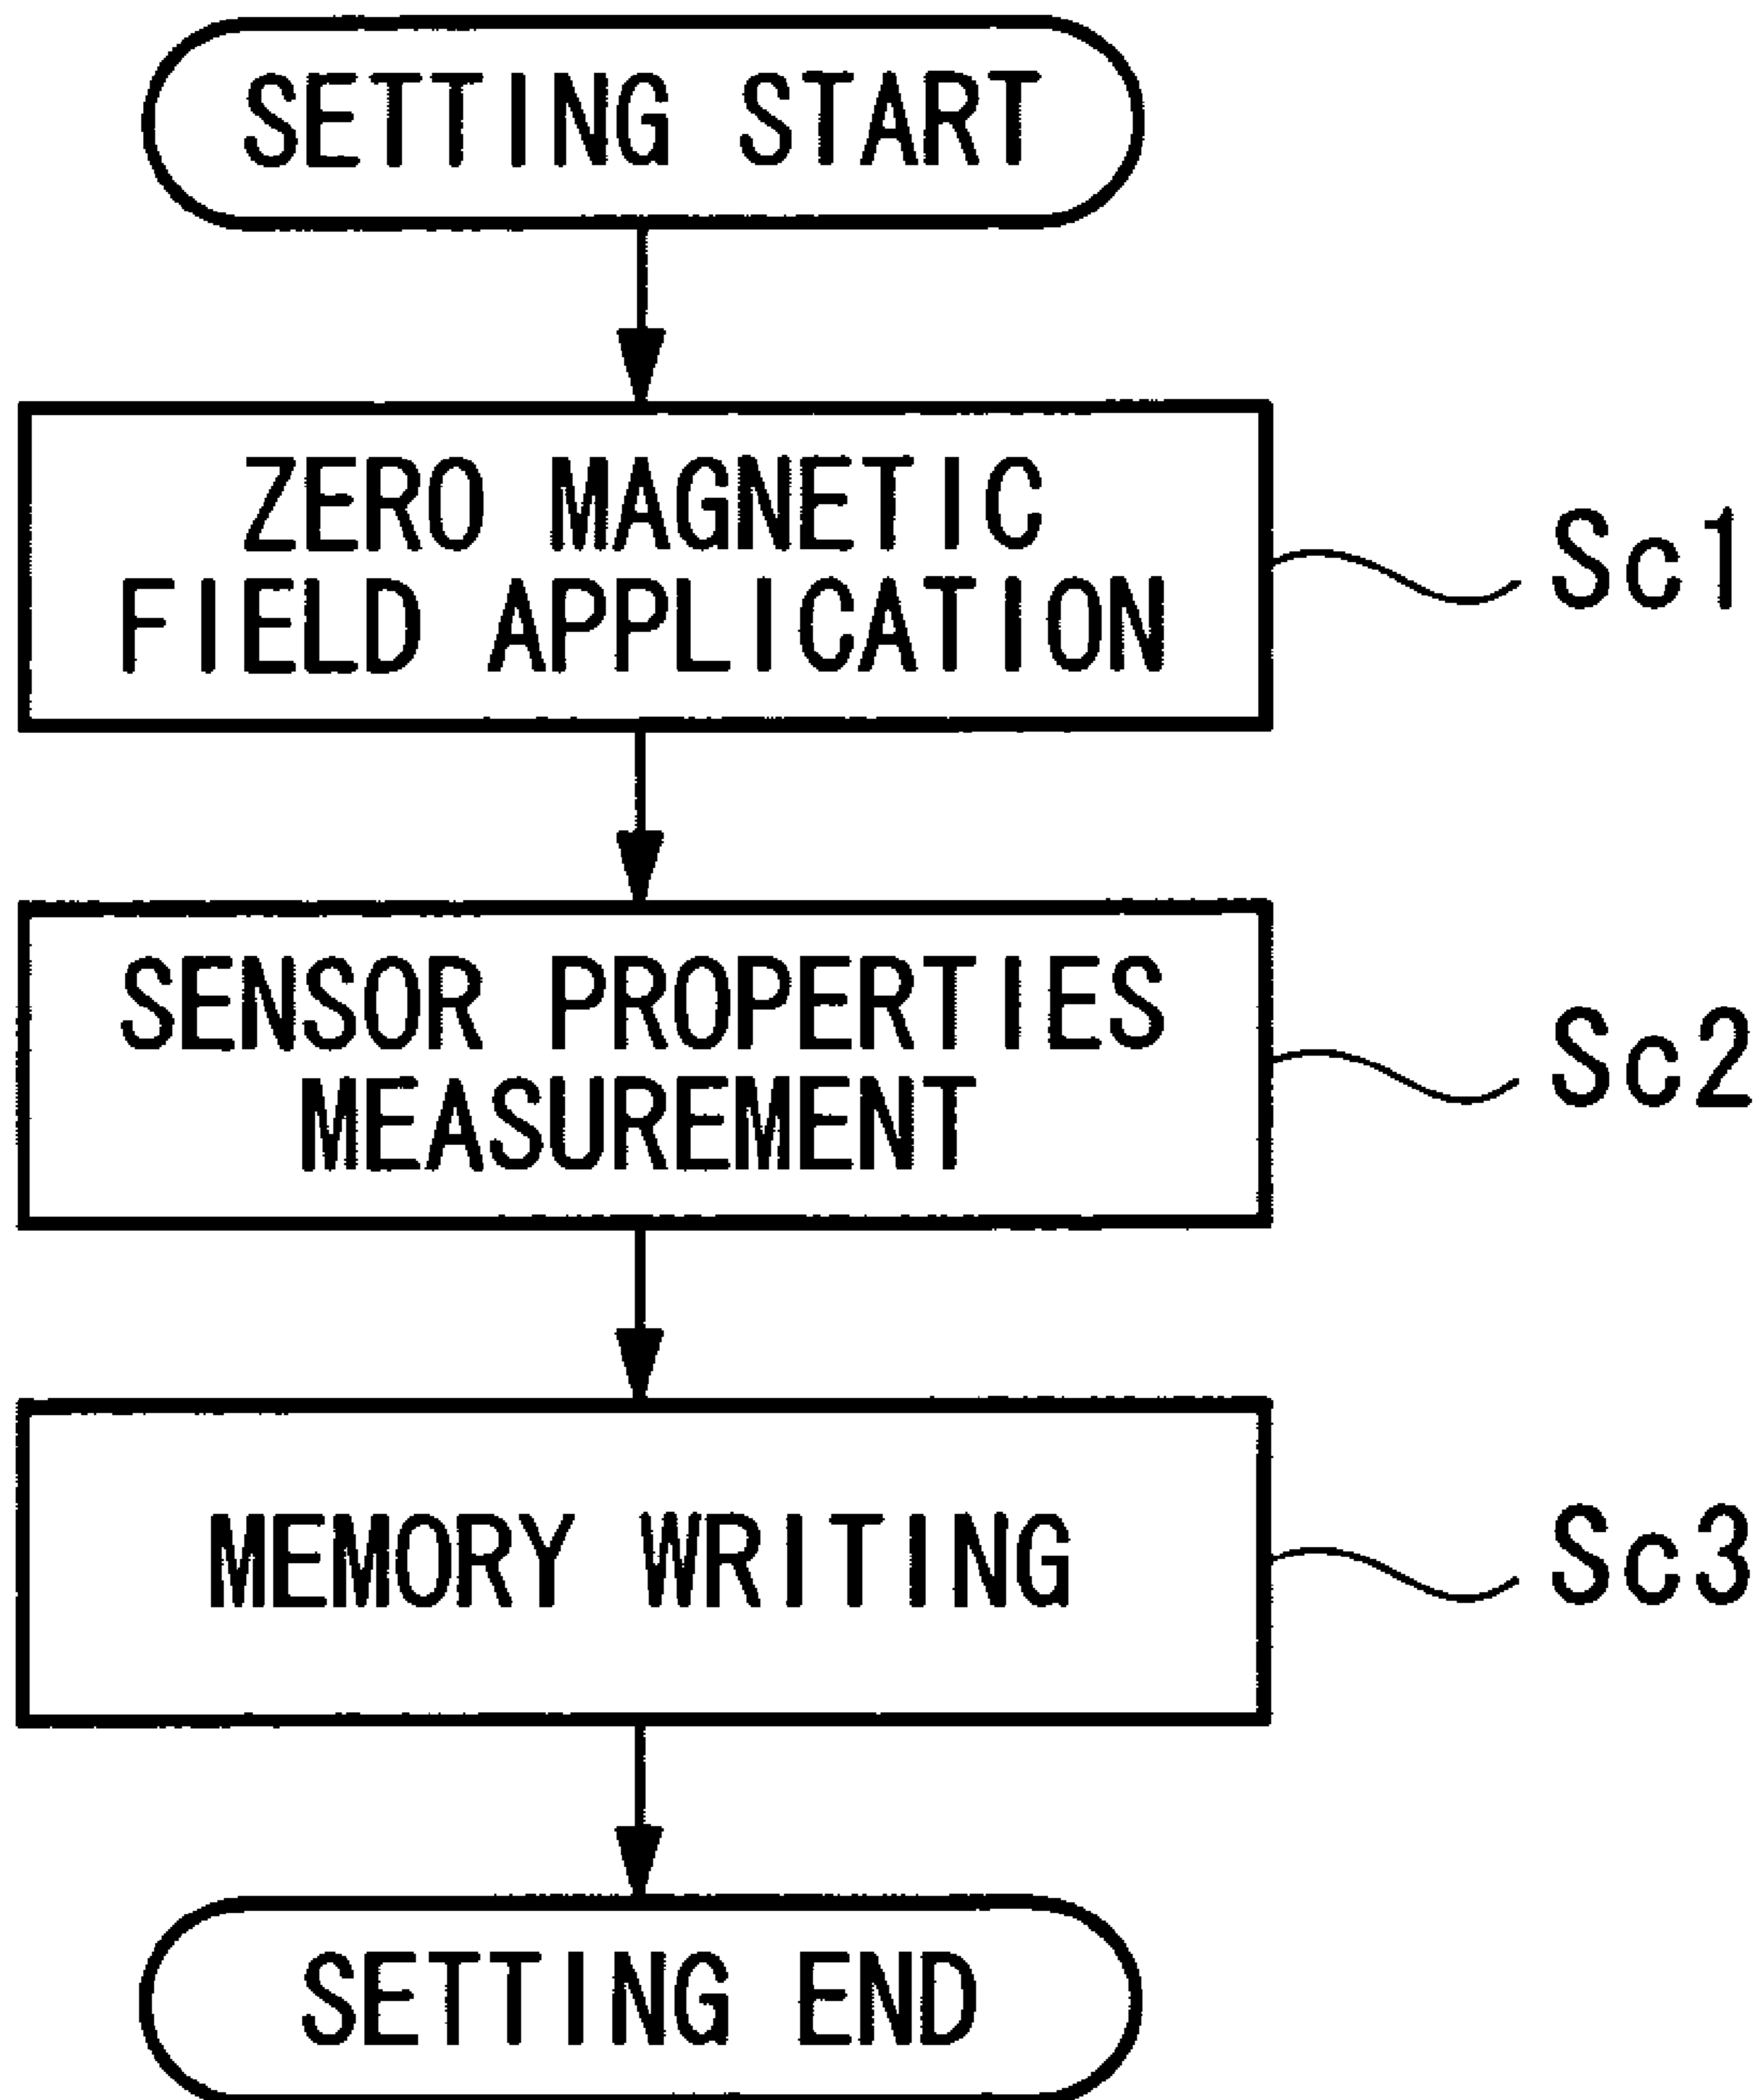 SETTING START
ZERO MAGNETIC
FIELD APPLICATION
Sc1
SENSOR PROPERTIES
MEASUREMENT
Sc2
MEMORY WRITING
Sc3
SETTING END